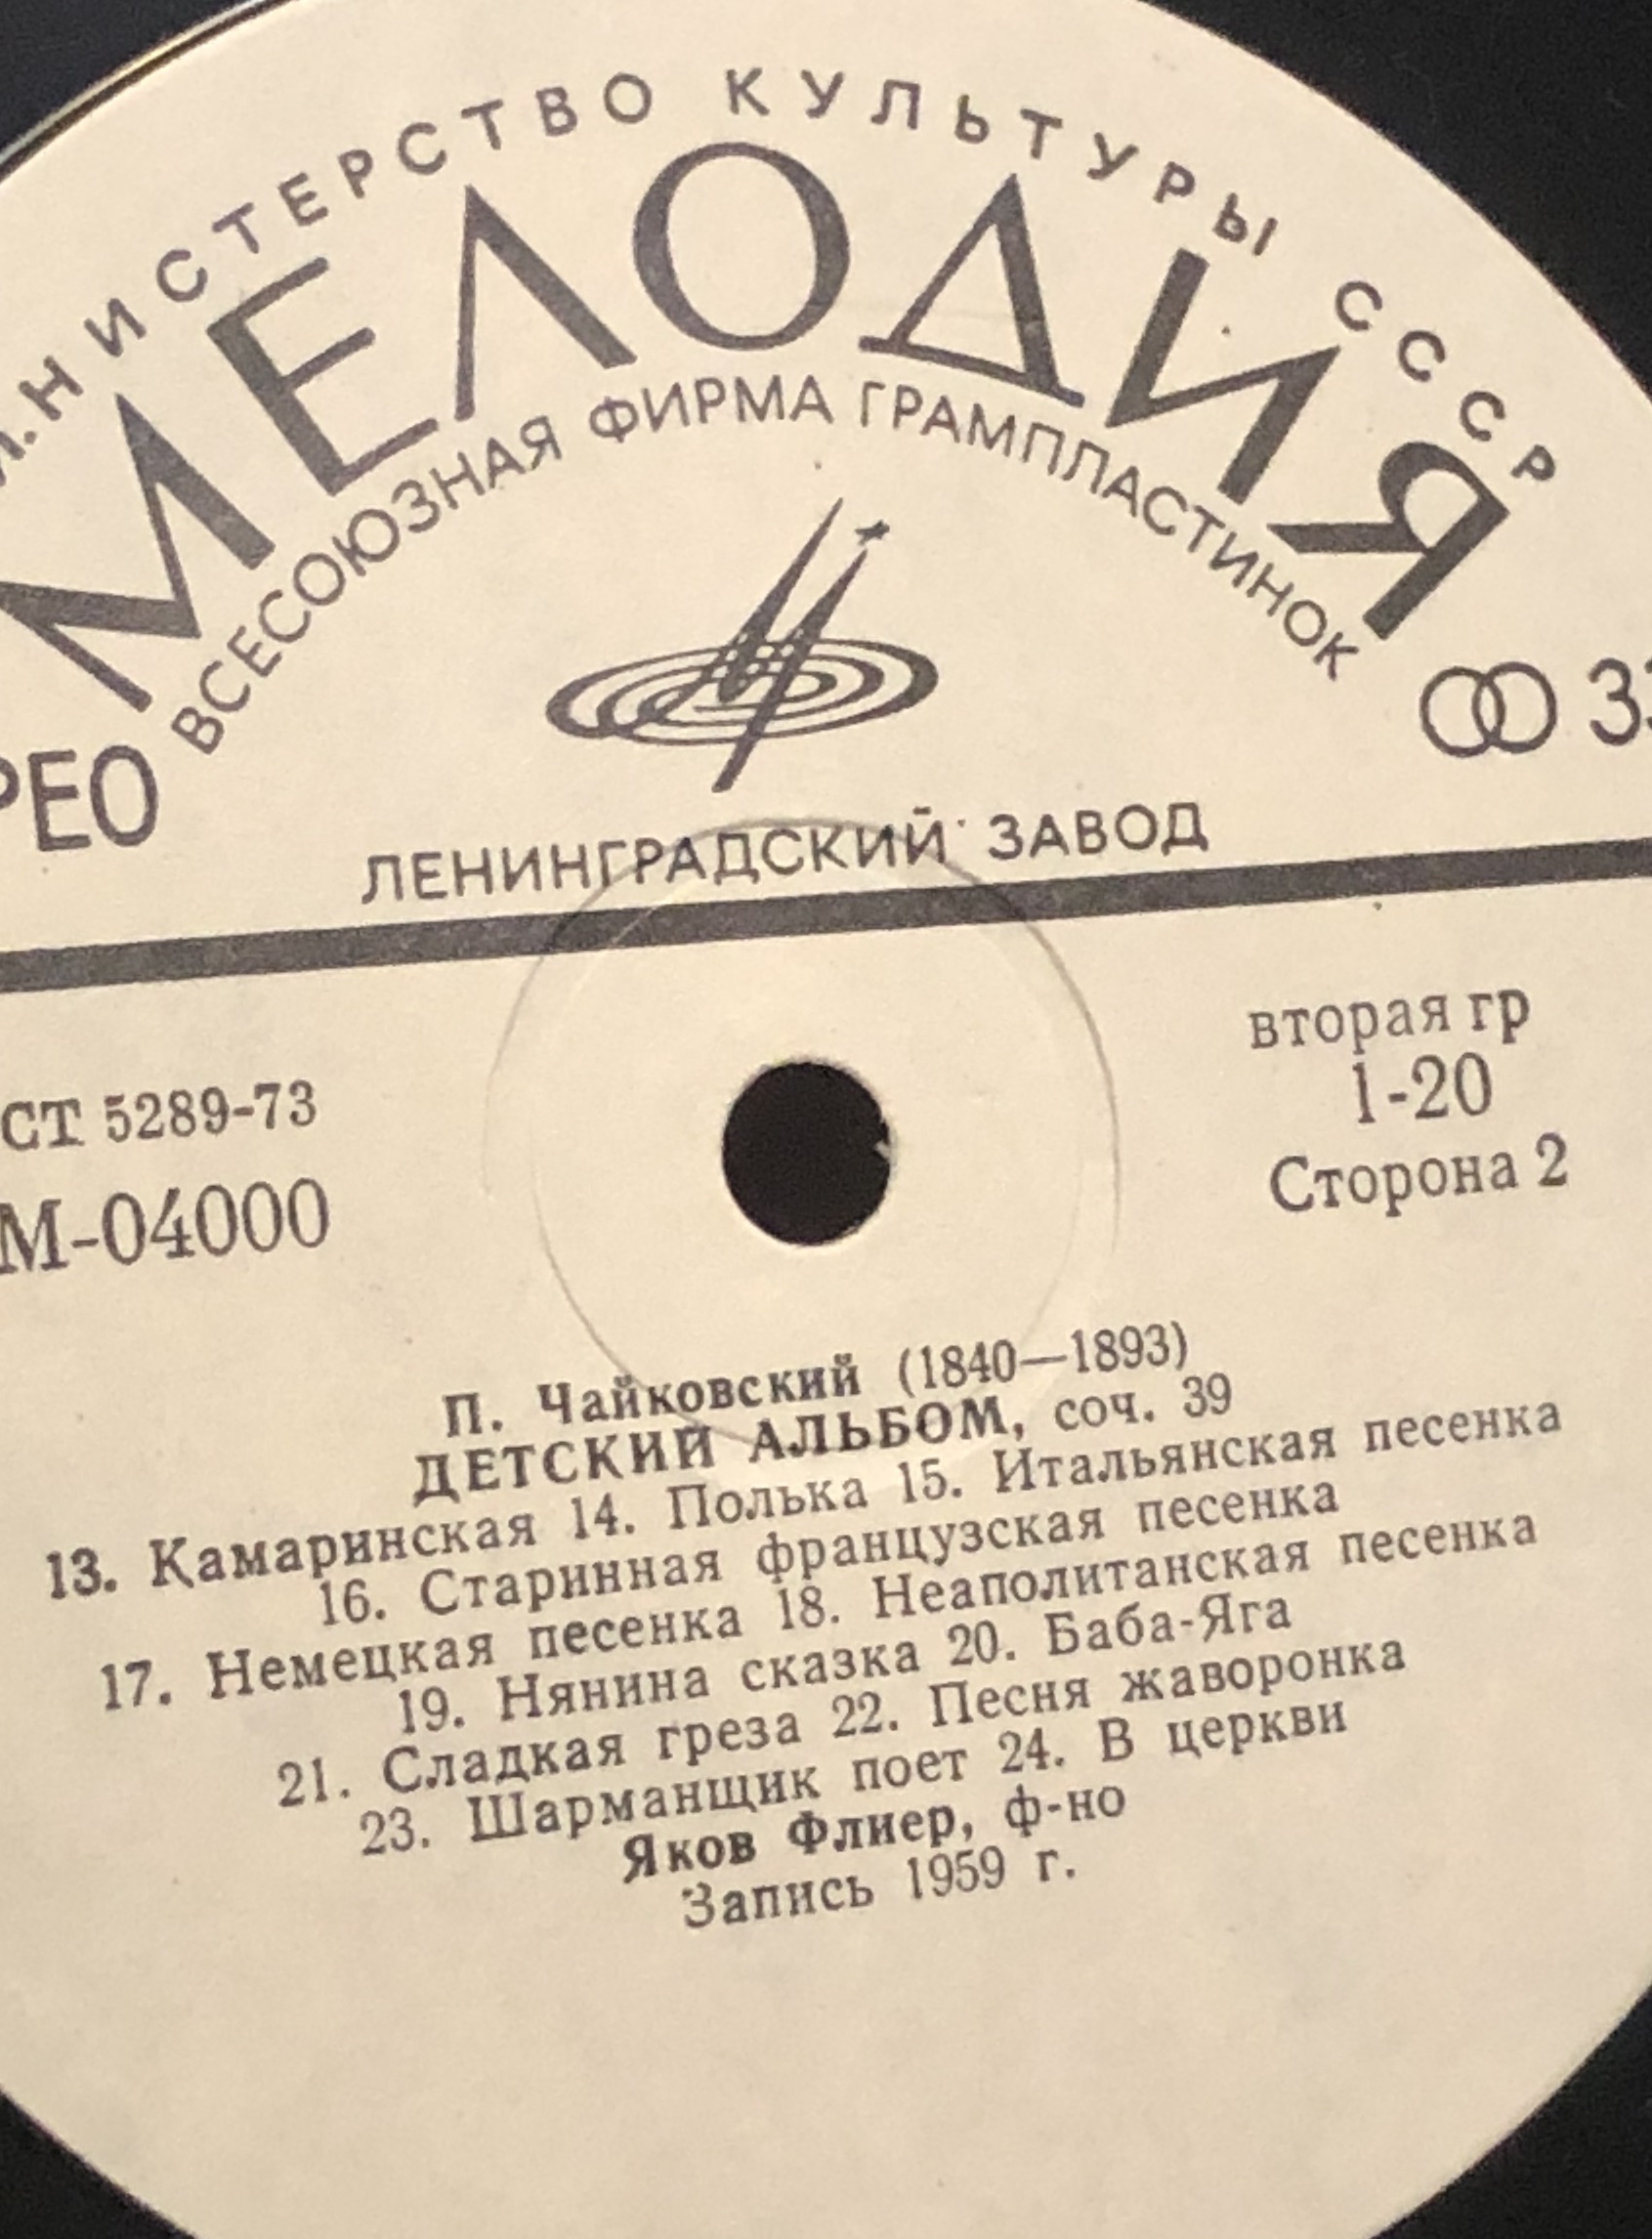 МИНИСТЕРСТВО КУЛЬТУРЫ СССР
МЕЛОДИЯ
ВСЕСОЮЗНАЯ ФИРМА ГРАМПЛАСТИНОК
РЕО
33
ЛЕНИНГРАДСКИЙ ЗАВОД
СТ 5289-73
М-04000
вторая гр
1-20
Сторона 2
П. Чайковский (1840—1893)
ДЕТСКИЙ АЛЬБОМ, соч. 39
13. Камаринская 14. Полька 15. Итальянская песенка
16. Старинная французская песенка
17. Немецкая песенка 18. Неаполитанская песенка
19. Нянина сказка 20. Баба-Яга
21. Сладкая греза 22. Песня жаворонка
23. Шарманщик поет 24. В церкви
Яков Флиер, ф-но
Запись 1959 г.